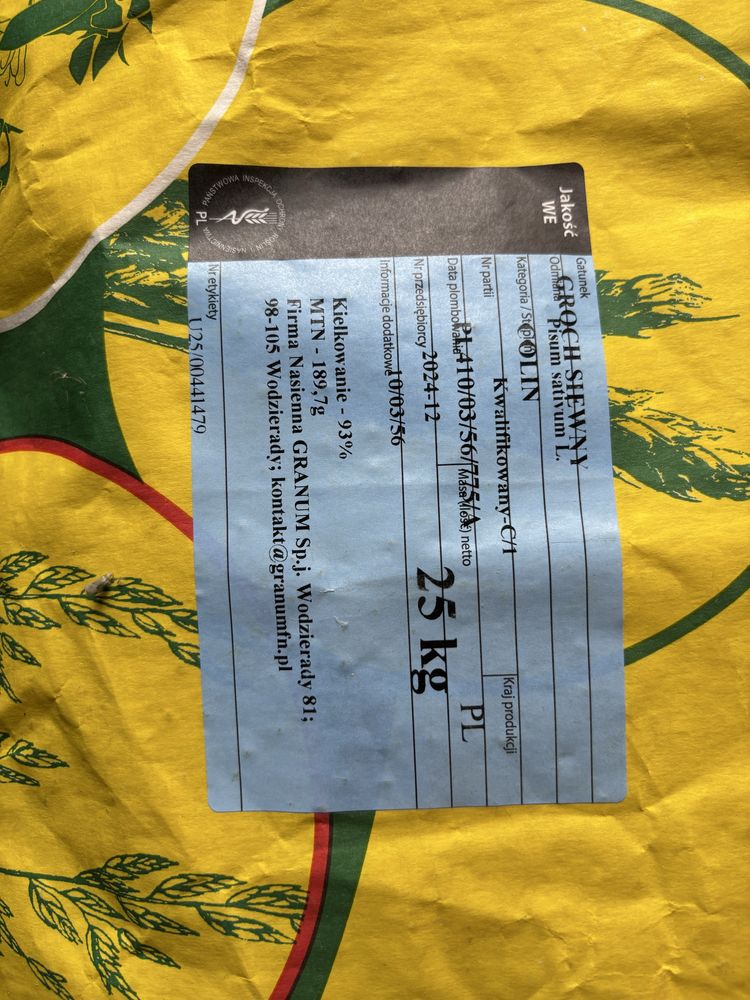 Jakość
WE
PAŃSTWOWA INSPEKCJA OCHRONY ROŚLIN I NASIENNICTWA
PL
Gatunek
GROCH SIEWNY
Odmiana
Pisum sativum L.
Kategoria / Stopień
COLIN
Kwalifikowany-C/1
Nr partii
PL410/03/56/775/A
Kraj produkcji
PL
Data plombowania
2024-12
Masa (ilość) netto
25 kg
Nr przedsiębiorcy
10/03/56
Informacje dodatkowe
Kiełkowanie - 93%
MTN - 189,7g
Firma Nasienna GRANUM Sp.j. Wodzierady 81;
98-105 Wodzierady; kontakt@granumfn.pl
Nr etykiety
U25/00441479